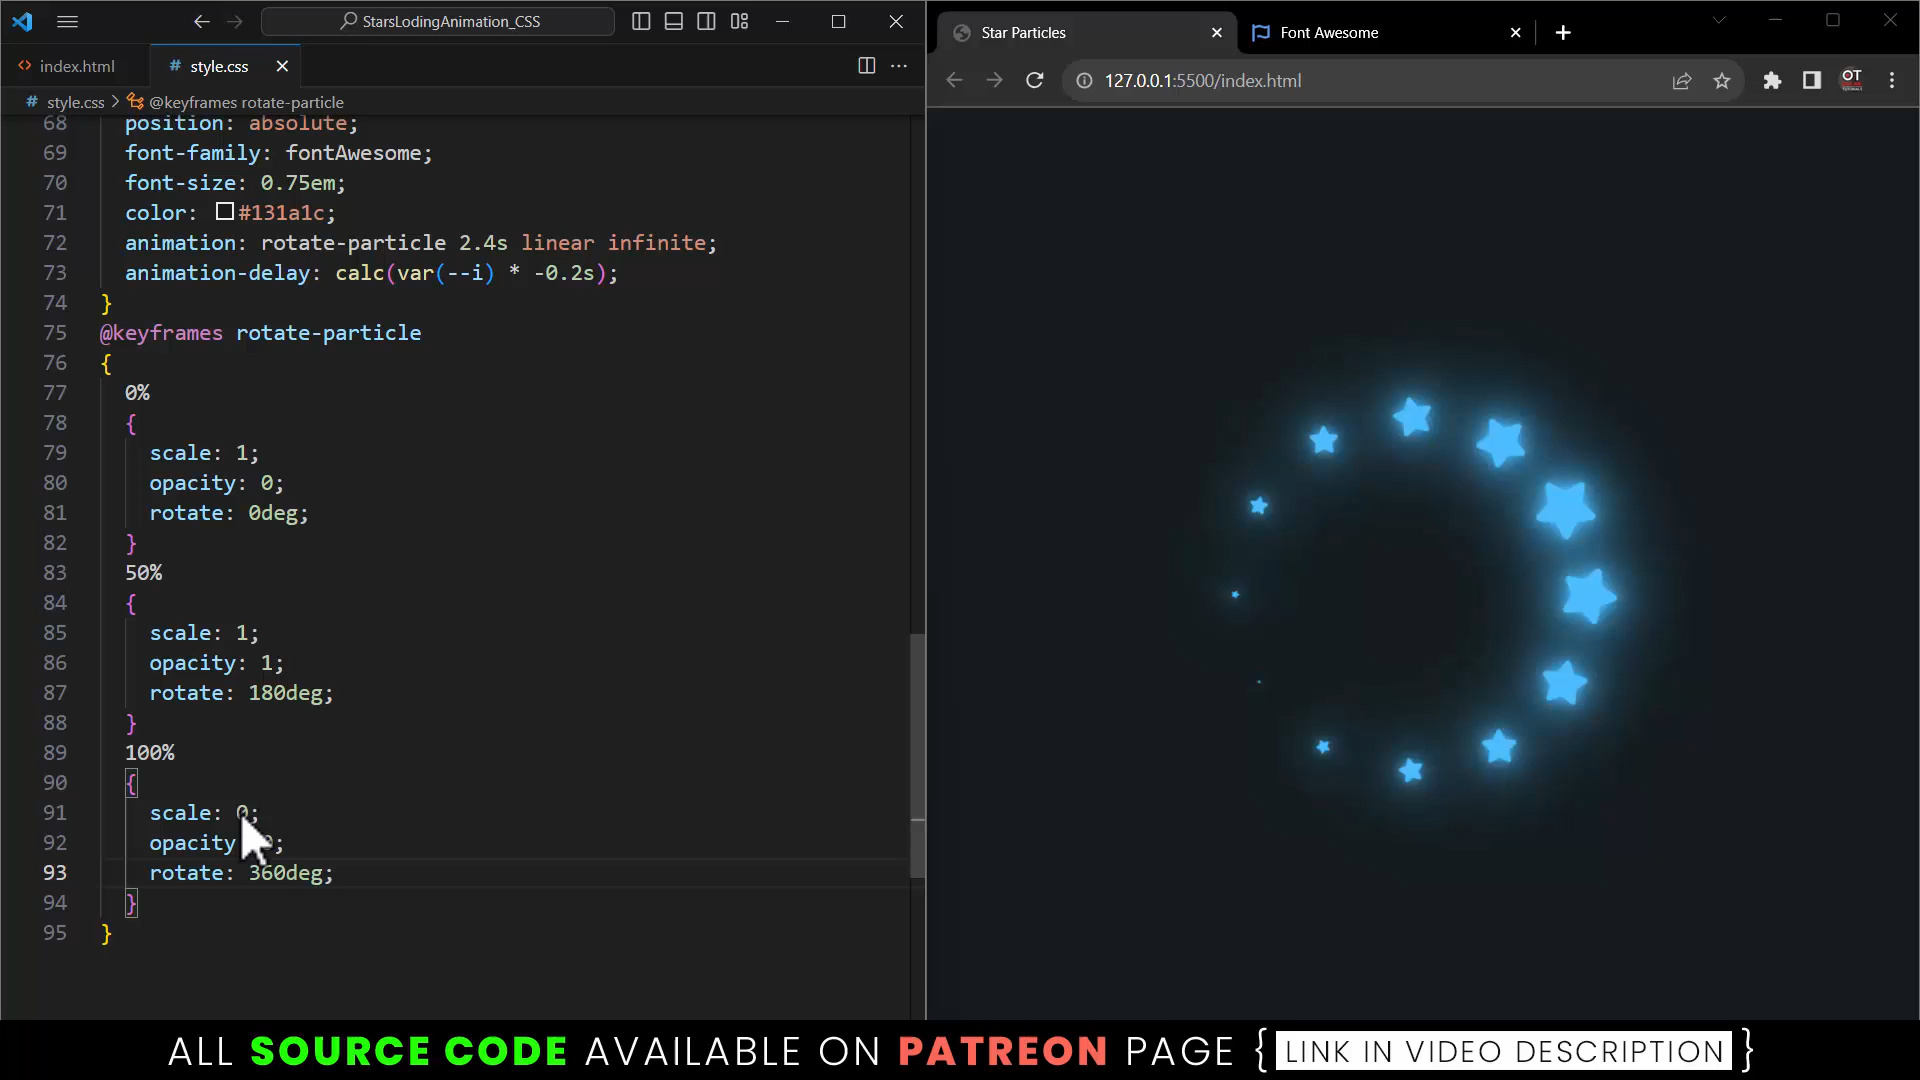 StarsLodingAnimation_CSS
index.html
# style.css
# style.css > @keyframes rotate-particle
68 position: absolute;
69 font-family: fontAwesome;
70 font-size: 0.75em;
71 color: #131a1c;
72 animation: rotate-particle 2.4s linear infinite;
73 animation-delay: calc(var(--i) * -0.2s);
74 }
75 @keyframes rotate-particle
76 {
77 0%
78 {
79 scale: 1;
80 opacity: 0;
81 rotate: 0deg;
82 }
83 50%
84 {
85 scale: 1;
86 opacity: 1;
87 rotate: 180deg;
88 }
89 100%
90 {
91 scale: 0;
92 opacity ;
93 rotate: 360deg;
94 }
95 }
Star Particles
Font Awesome
127.0.0.1:5500/index.html
OT
ALL SOURCE CODE AVAILABLE ON PATREON PAGE { LINK IN VIDEO DESCRIPTION }